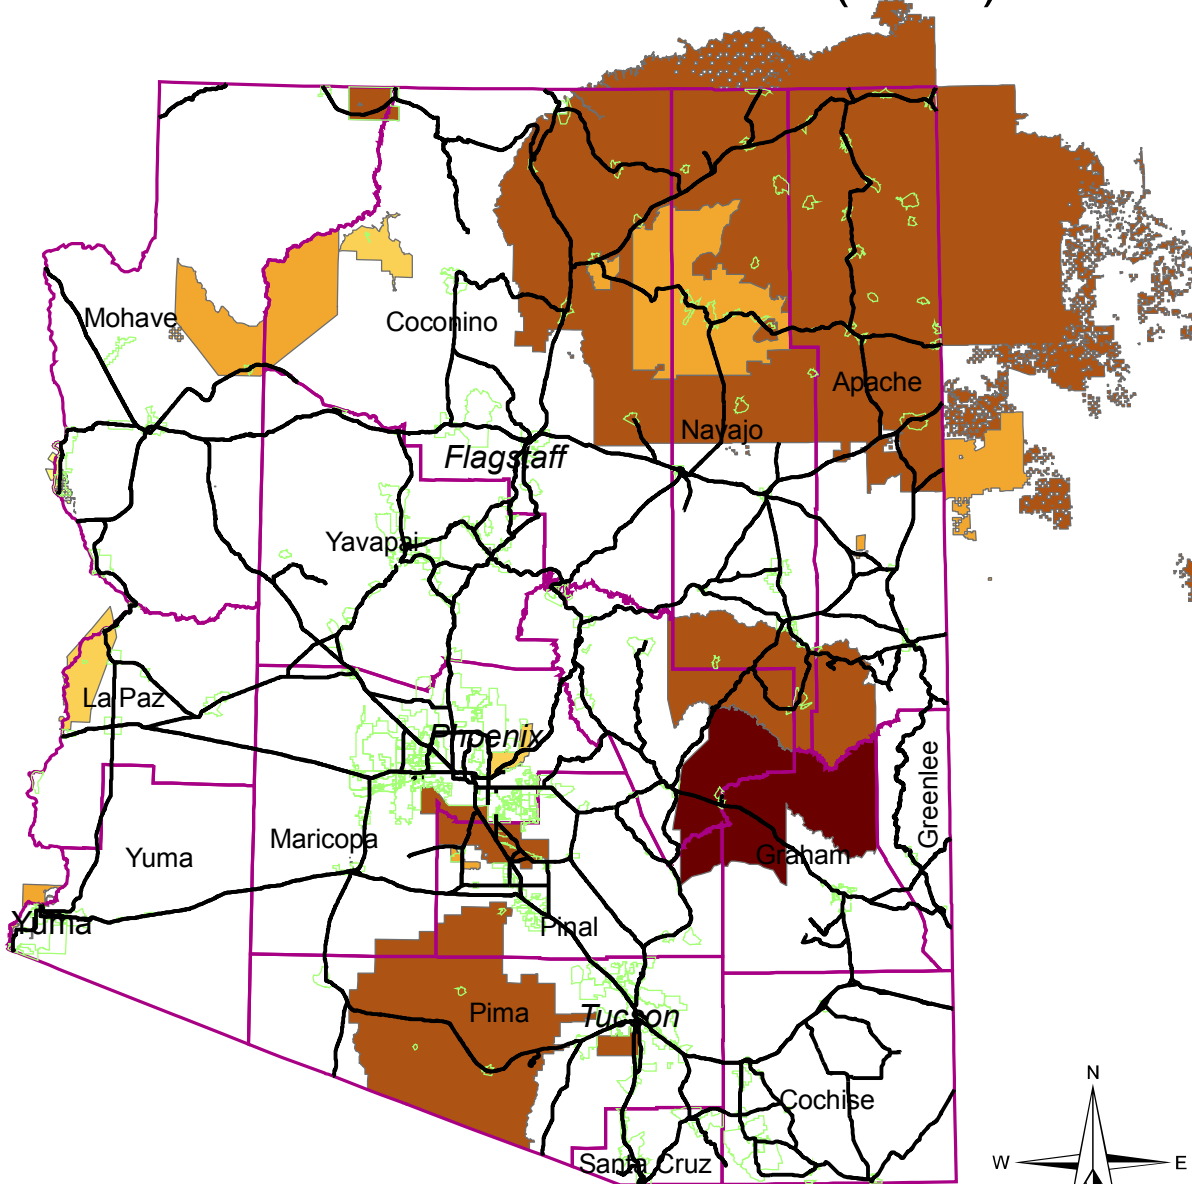 Mohave
Coconino
Apache
Navajo
Flagstaff
Yavapai
La Paz
Phoenix
Greenlee
Maricopa
Yuma
Graham
Yuma
Pinal
Pima
Tucson
N
Cochise
Santa Cruz
W
E